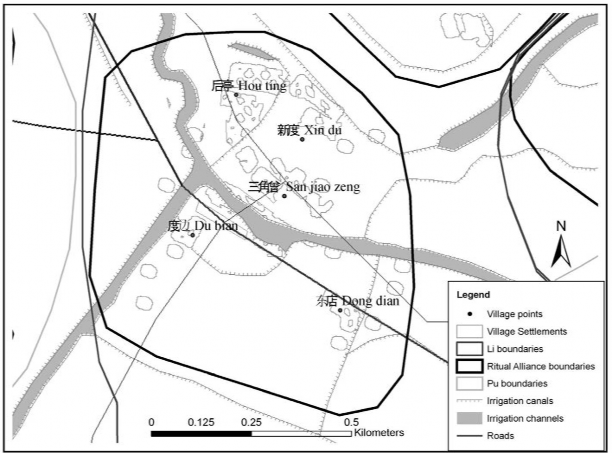 后亭 Hou ting
新度 Xin du
三角曾 San jiao zeng
度边 Du bian
东店 Dong dian
N
Legend
Village points
Village Settlements
Li boundaries
Ritual Alliance boundaries
Pu boundaries
Irrigation canals
Irrigation channels
Roads
0 0.125 0.25 0.5
Kilometers